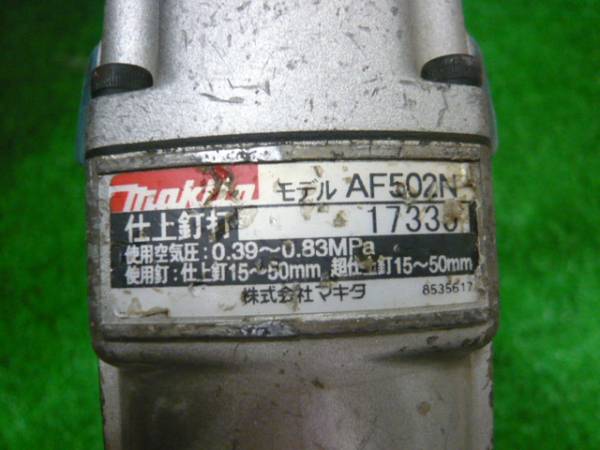 makita モデル AF502N
仕上釘打
使用空気圧:0.39〜0.83MPa
使用釘:仕上釘15〜50mm 超仕上釘15〜50mm
株式会社マキタ 8535617